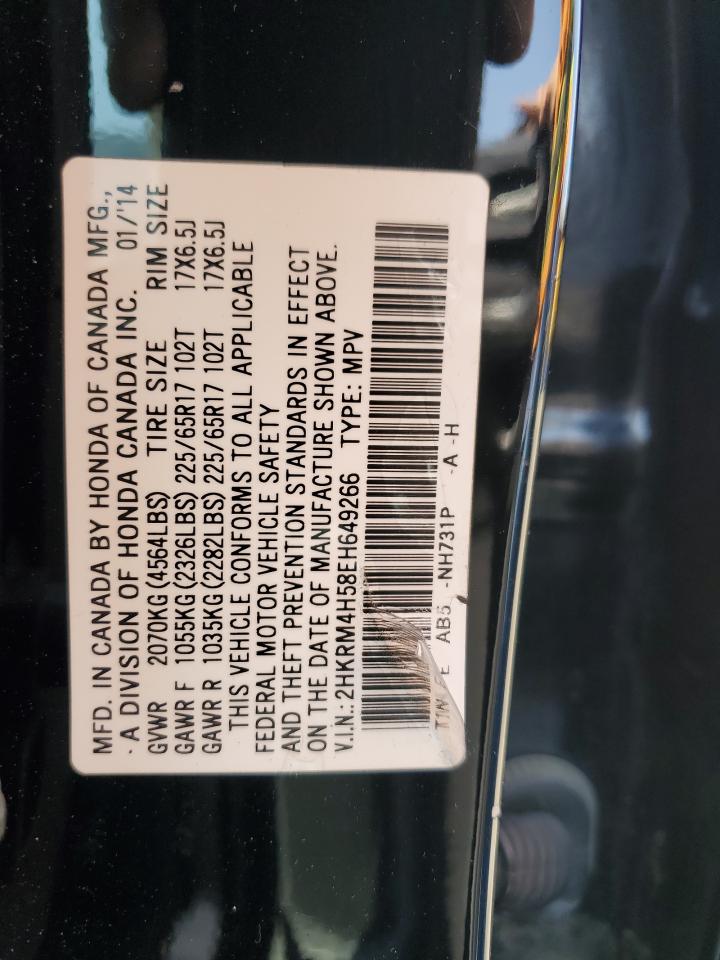 MFD. IN CANADA BY HONDA OF CANADA MFG.,
· A DIVISION OF HONDA CANADA INC. 01/'14
GVWR 2070KG (4564LBS) TIRE SIZE RIM SIZE
GAWR F 1055KG (2326LBS) 225/65R17 102T 17X6.5J
GAWR R 1035KG (2282LBS) 225/65R17 102T 17X6.5J
THIS VEHICLE CONFORMS TO ALL APPLICABLE
FEDERAL MOTOR VEHICLE SAFETY
AND THEFT PREVENTION STANDARDS IN EFFECT
ON THE DATE OF MANUFACTURE SHOWN ABOVE.
V.I.N.: 2HKRM4H58EH649266 TYPE: MPV
-NH731P -A -H